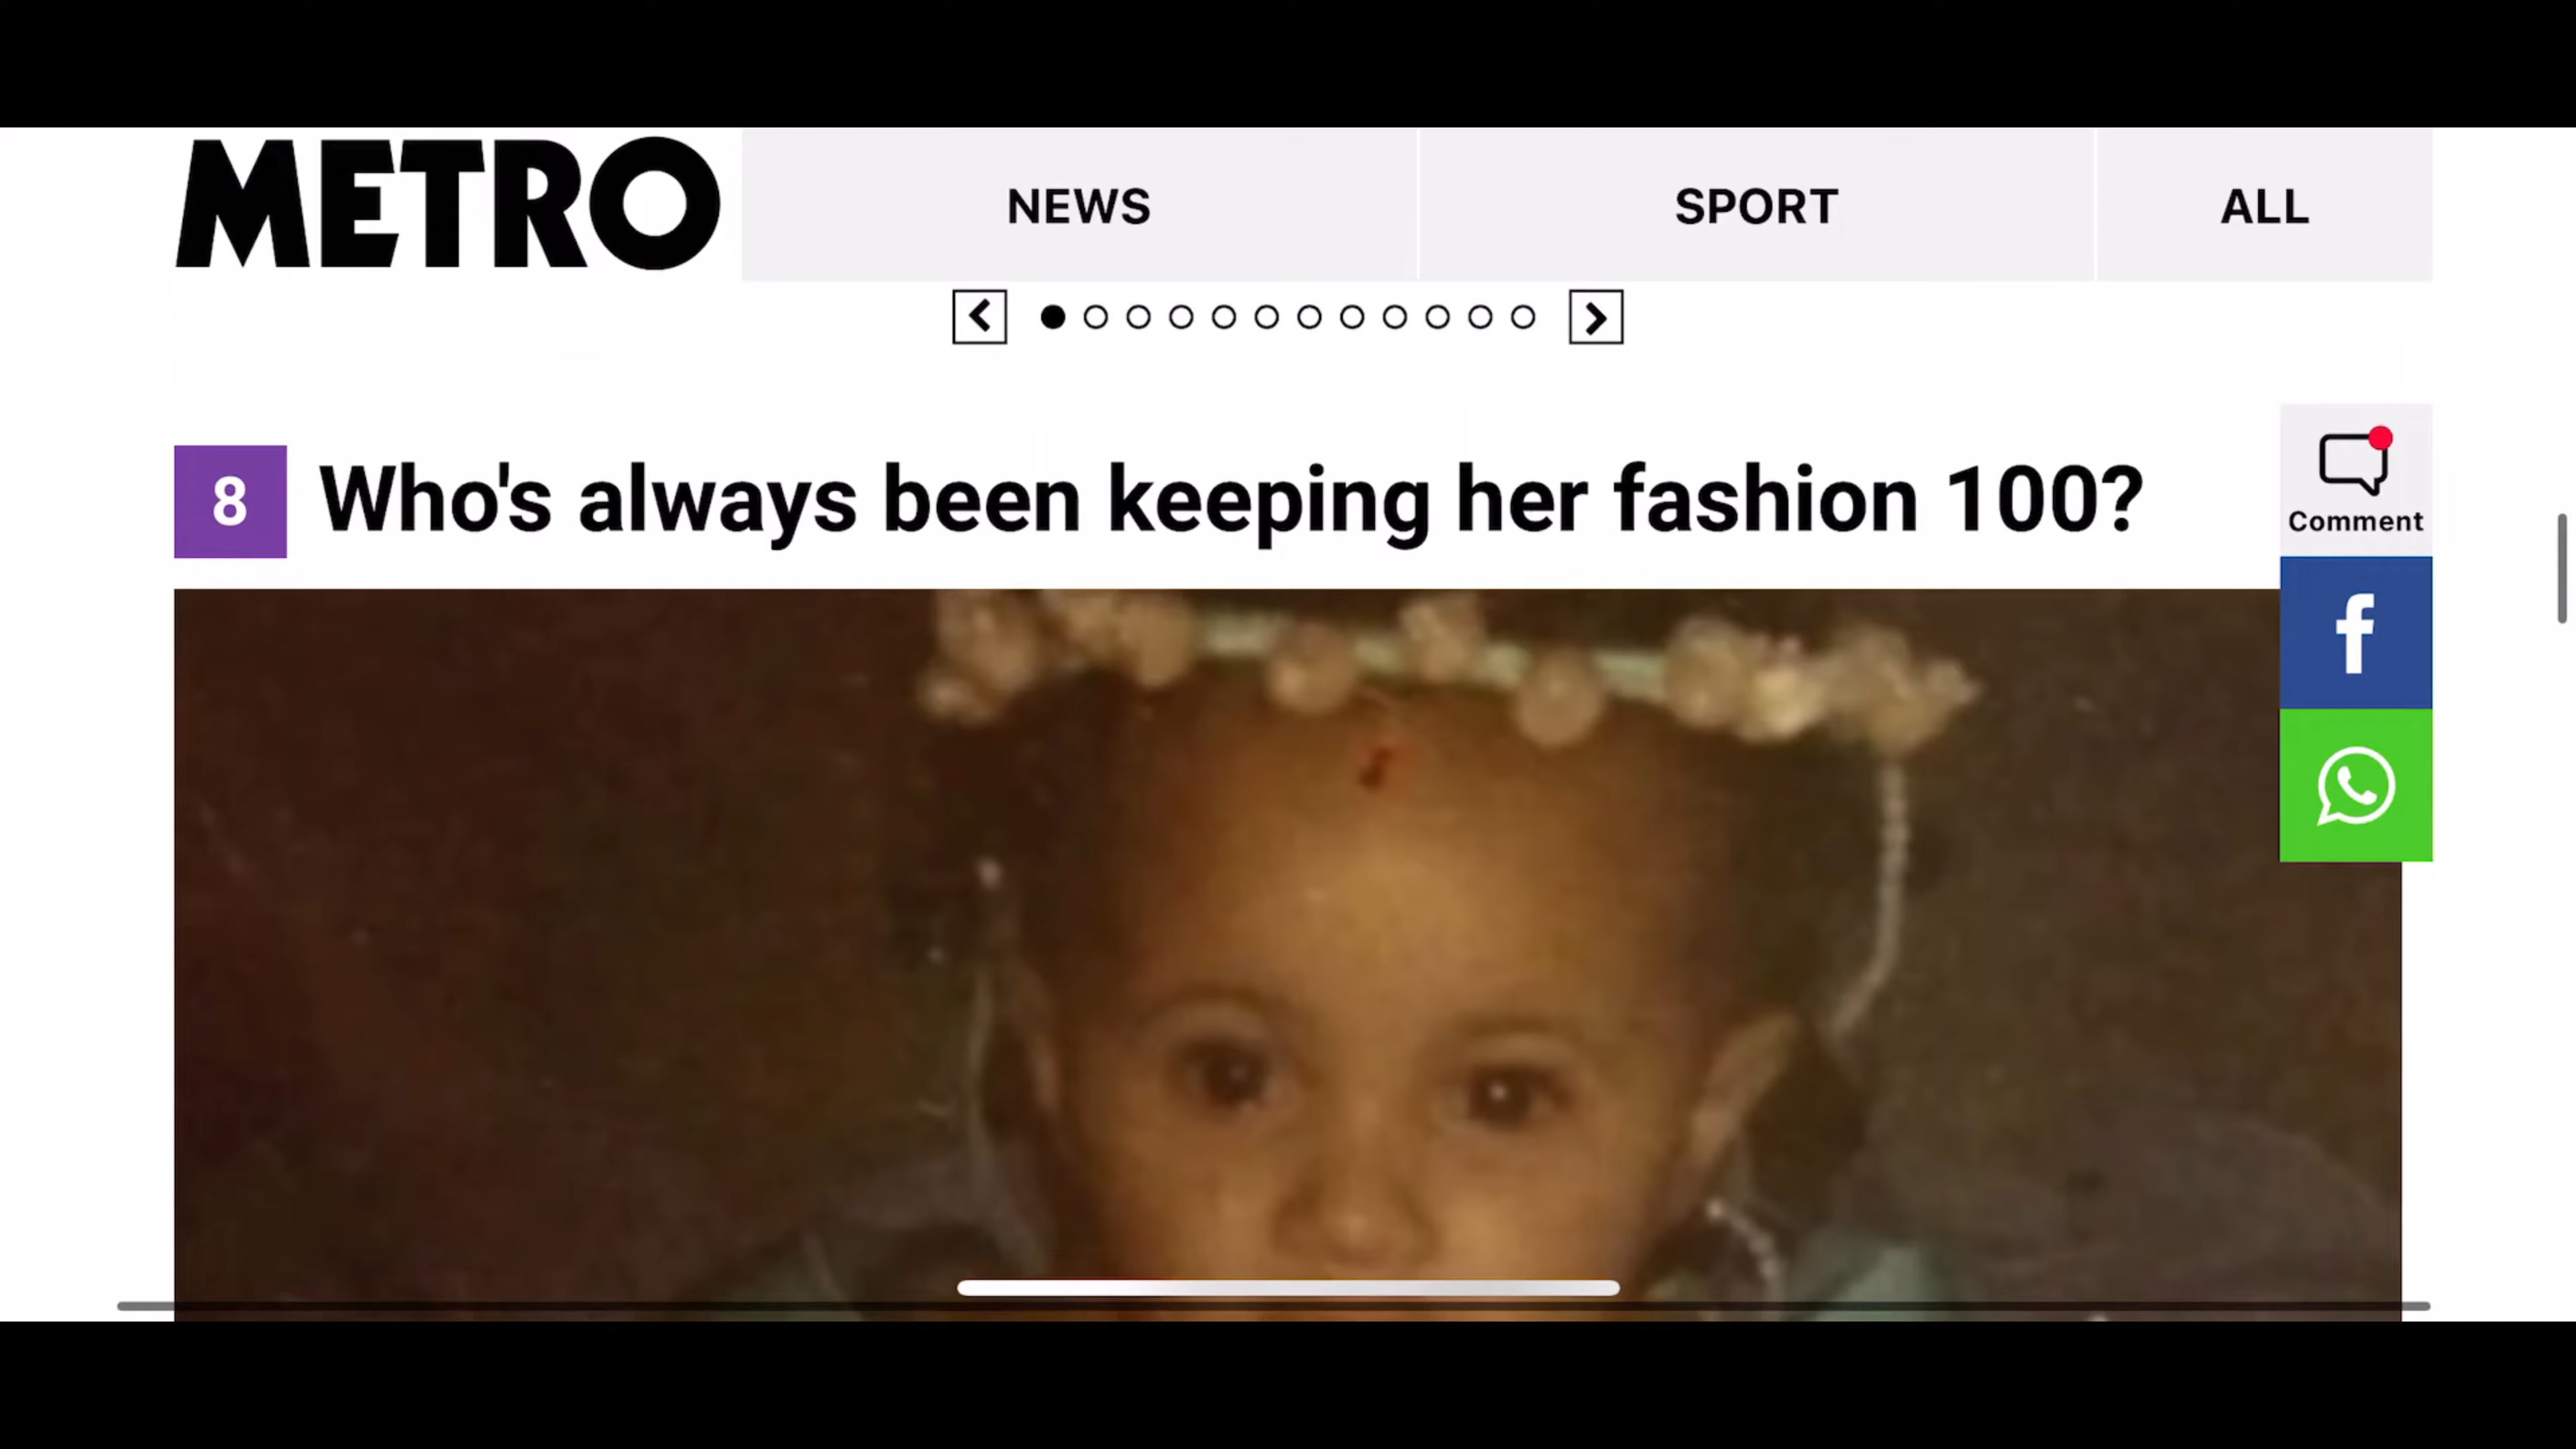 METRO
NEWS
SPORT
ALL
8 Who's always been keeping her fashion 100?
Comment